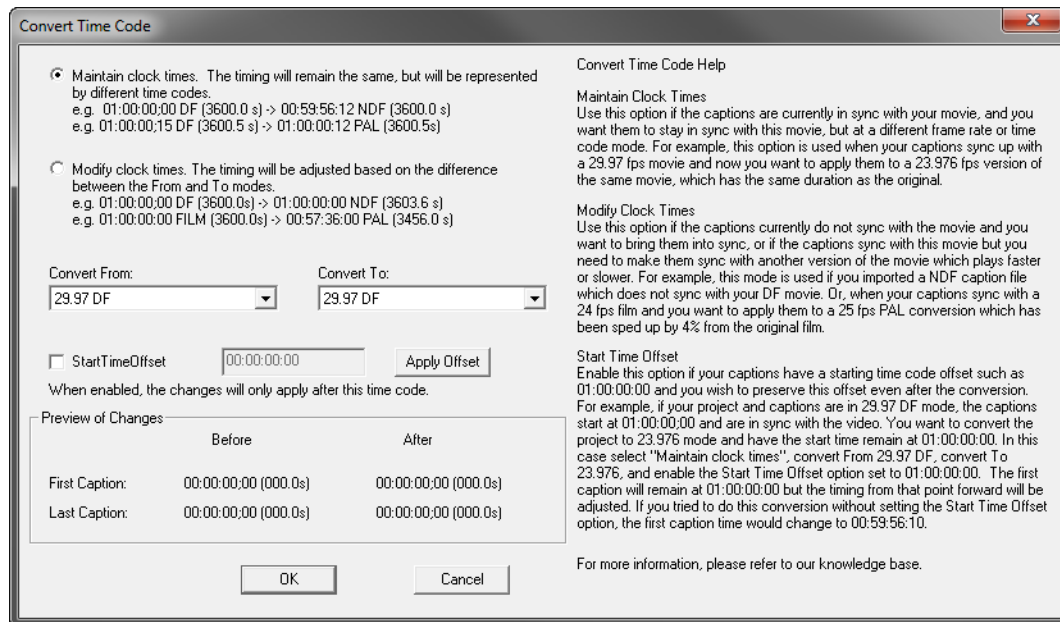 Convert Time Code
Maintain clock times. The timing will remain the same, but will be represented
by different time codes.
e.g. 01:00:00;00 DF (3600.0 s) -> 00:59:56:12 NDF (3600.0 s)
e.g. 01:00:00;15 DF (3600.5 s) -> 01:00:00:12 PAL (3600.5s)
Modify clock times. The timing will be adjusted based on the difference
between the From and To modes.
e.g. 01:00:00;00 DF (3600.0s) -> 01:00:00:00 NDF (3603.6 s)
e.g. 01:00:00:00 FILM (3600.0s) -> 00:57:36:00 PAL (3456.0 s)
Convert From:
29.97 DF
Convert To:
29.97 DF
StartTimeOffset
00:00:00:00
Apply Offset
When enabled, the changes will only apply after this time code.
Preview of Changes
Before After
First Caption: 00:00:00;00 (000.0s) 00:00:00;00 (000.0s)
Last Caption: 00:00:00;00 (000.0s) 00:00:00;00 (000.0s)
OK
Cancel
Convert Time Code Help
Maintain Clock Times
Use this option if the captions are currently in sync with your movie, and you
want them to stay in sync with this movie, but at a different frame rate or time
code mode. For example, this option is used when your captions sync up with
a 29.97 fps movie and now you want to apply them to a 23.976 fps version of
the same movie, which has the same duration as the original.
Modify Clock Times
Use this option if the captions currently do not sync with the movie and you
want to bring them into sync, or if the captions sync with this movie but you
need to make them sync with another version of the movie which plays faster
or slower. For example, this mode is used if you imported a NDF caption file
which does not sync with your DF movie. Or, when your captions sync with a
24 fps film and you want to apply them to a 25 fps PAL conversion which has
been sped up by 4% from the original film.
Start Time Offset
Enable this option if your captions have a starting time code offset such as
01:00:00:00 and you wish to preserve this offset even after the conversion.
For example, if your project and captions are in 29.97 DF mode, the captions
start at 01:00:00;00 and are in sync with the video. You want to convert the
project to 23.976 mode and have the start time remain at 01:00:00:00. In this
case select "Maintain clock times", convert From 29.97 DF, convert To
23.976, and enable the Start Time Offset option set to 01:00:00:00. The first
caption will remain at 01:00:00:00 but the timing from that point forward will be
adjusted. If you tried to do this conversion without setting the Start Time Offset
option, the first caption time would change to 00:59:56:10.
For more information, please refer to our knowledge base.